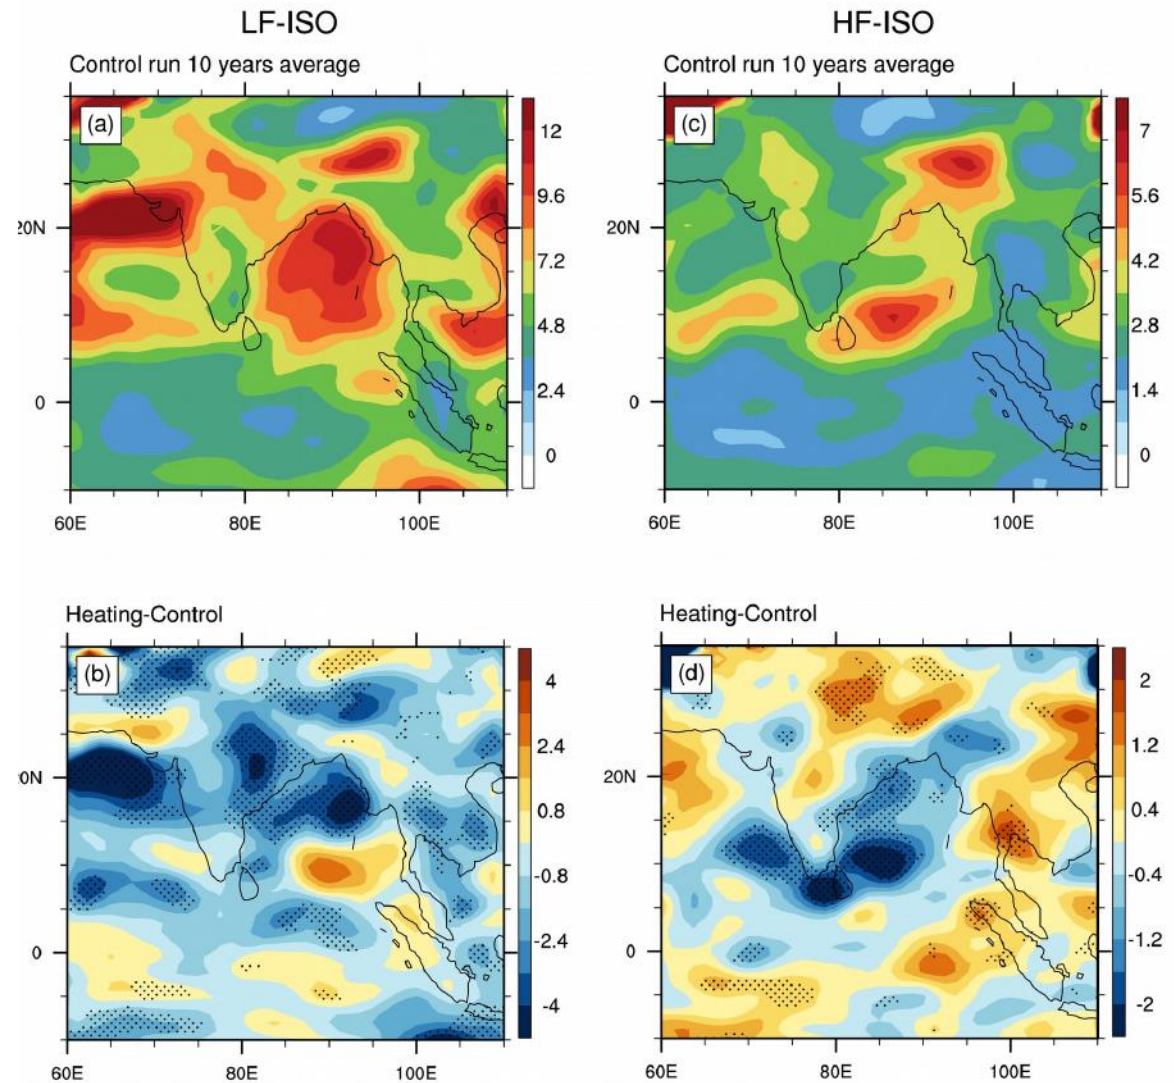 LF-ISO
HF-ISO
Control run 10 years average
Control run 10 years average
(a)
(c)
12
9.6
7.2
4.8
2.4
0
7
5.6
4.2
2.8
1.4
0
20N
0
20N
0
60E 80E 100E
60E 80E 100E
Heating-Control
Heating-Control
(b)
(d)
4
2.4
0.8
-0.8
-2.4
-4
2
1.2
0.4
-0.4
-1.2
-2
0N
0
20N
0
60E 80E 100E
60E 80E 100E